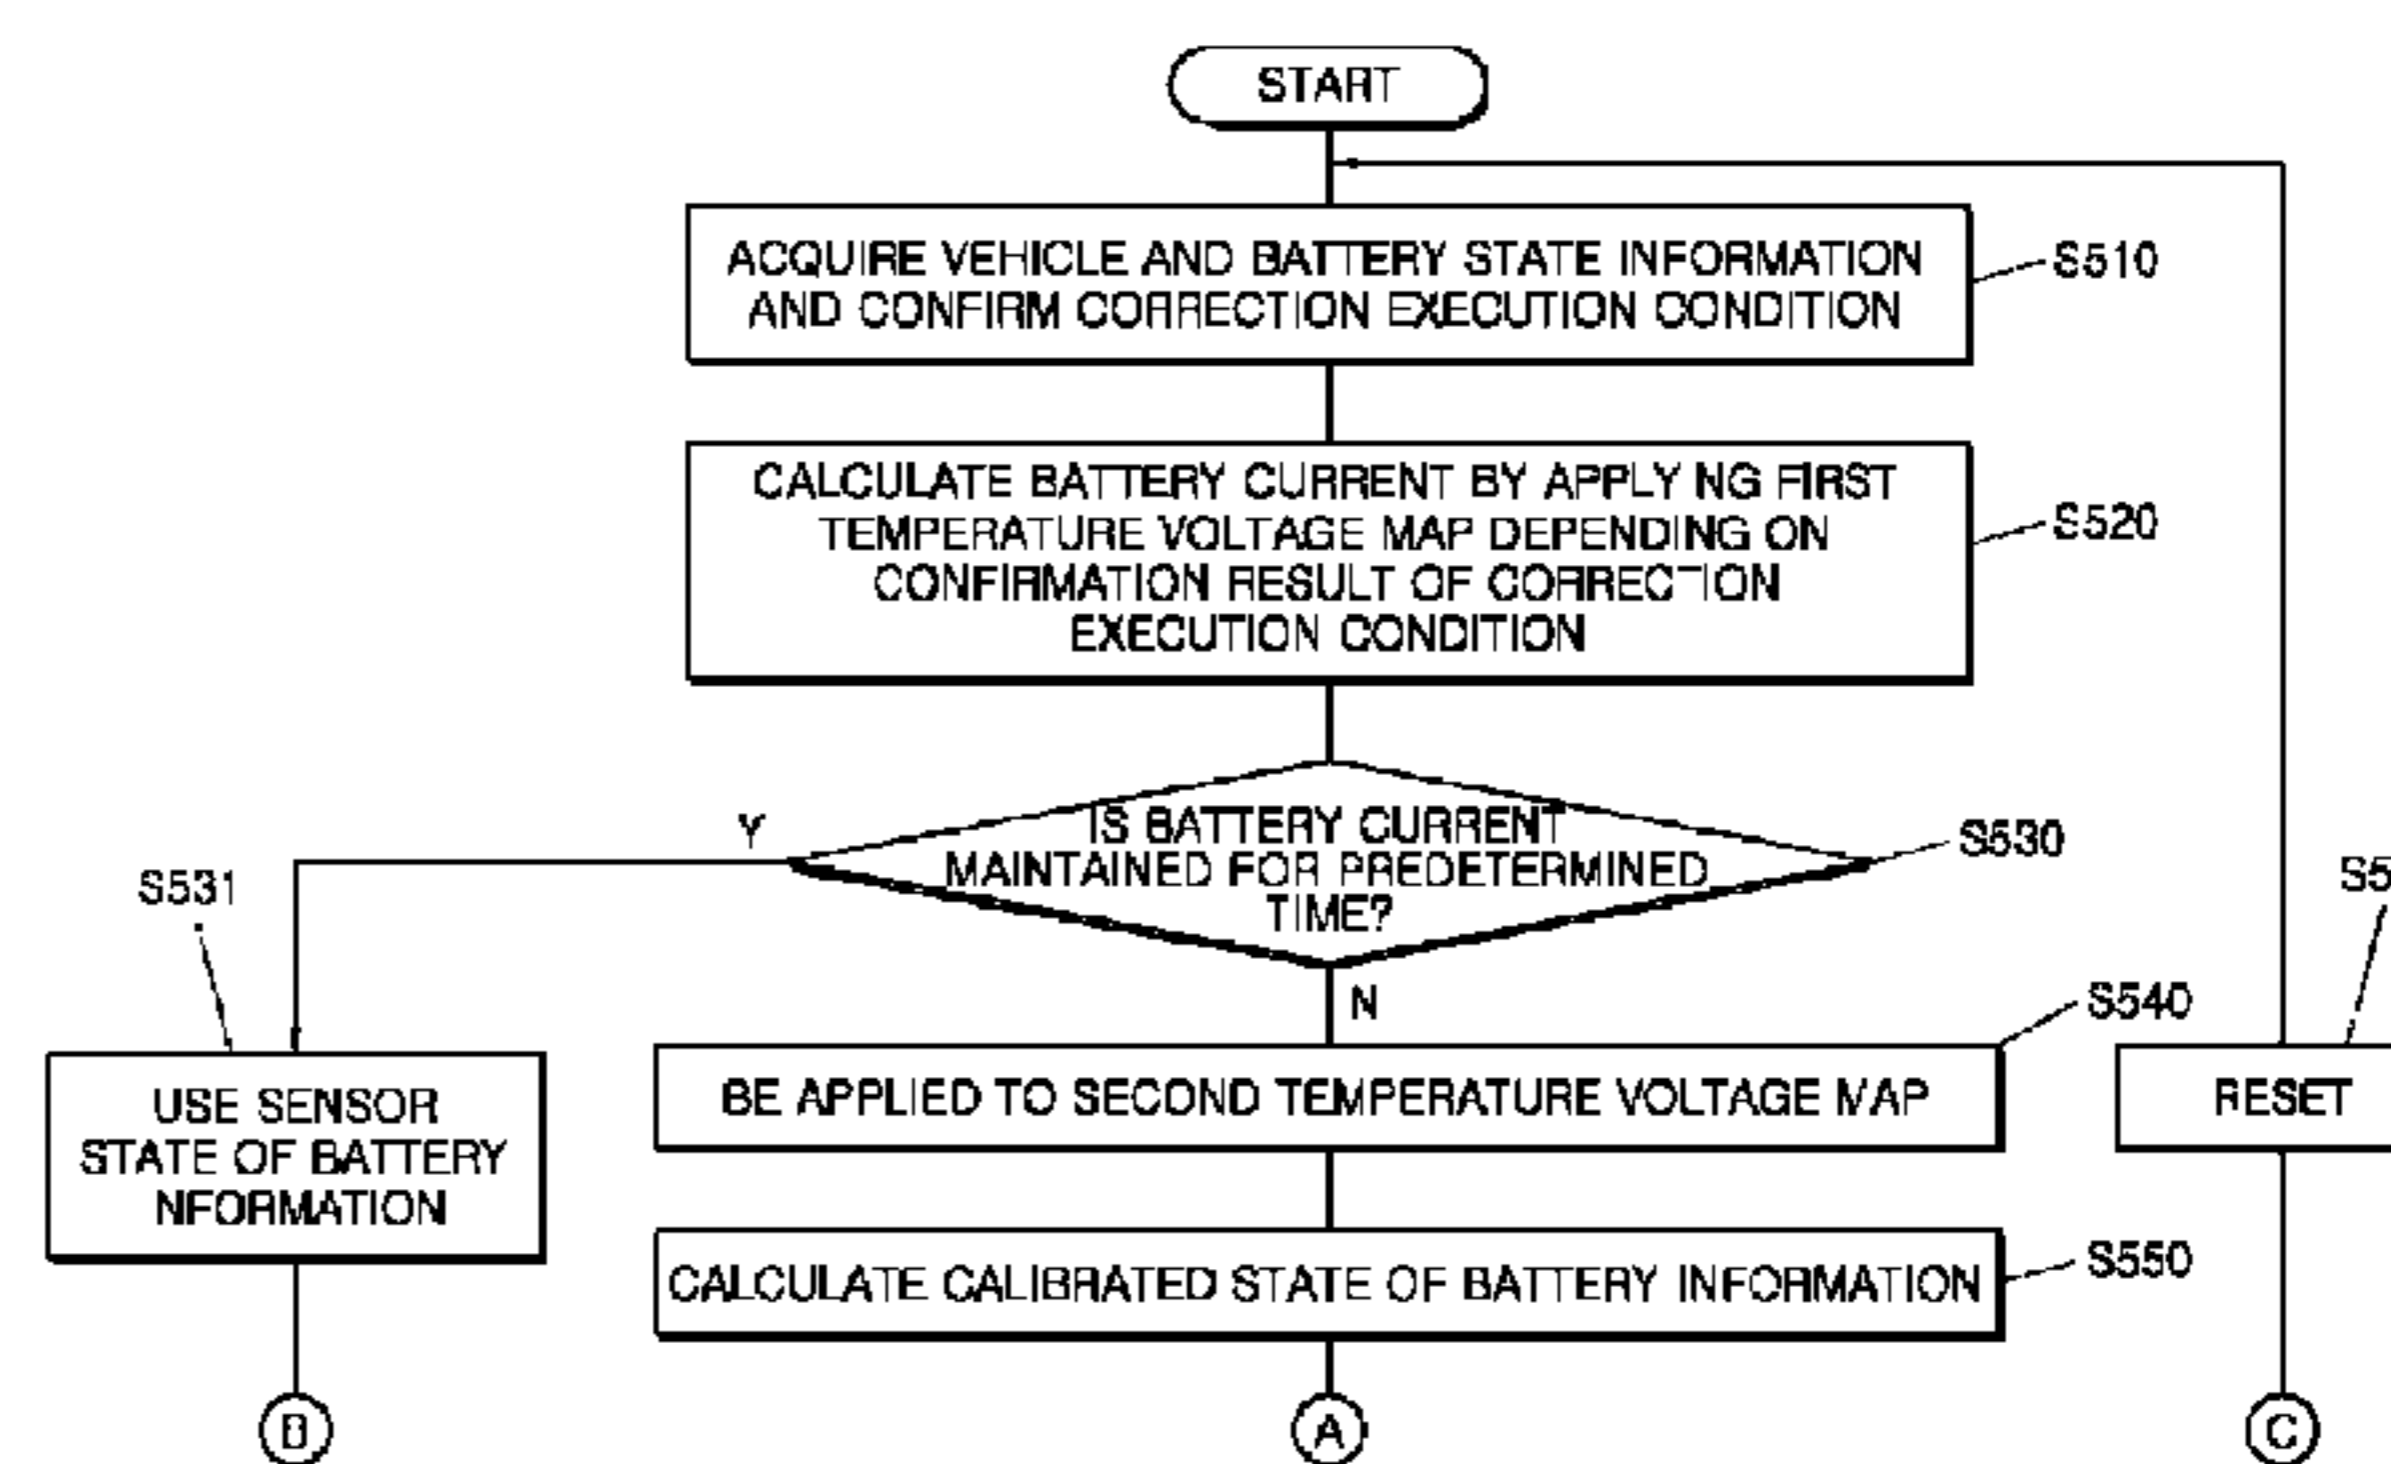 START
ACQUIRE VEHICLE AND BATTERY STATE INFORMATION
AND CONFIRM CORRECTION EXECUTION CONDITION
S510
CALCULATE BATTERY CURRENT BY APPLY NG FIRST
TEMPERATURE VOLTAGE MAP DEPENDING ON
CONFIRMATION RESULT OF CORRECTION
EXECUTION CONDITION
S520
IS BATTERY CURRENT
MAINTAINED FOR PREDETERMINED
TIME?
S530
Y
N
S531
USE SENSOR
STATE OF BATTERY
NFORMATION
S540
BE APPLIED TO SECOND TEMPERATURE VOLTAGE MAP
S5
RESET
CALCULATE CALIBRATED STATE OF BATTERY INFORMATION
S550
B
A
C